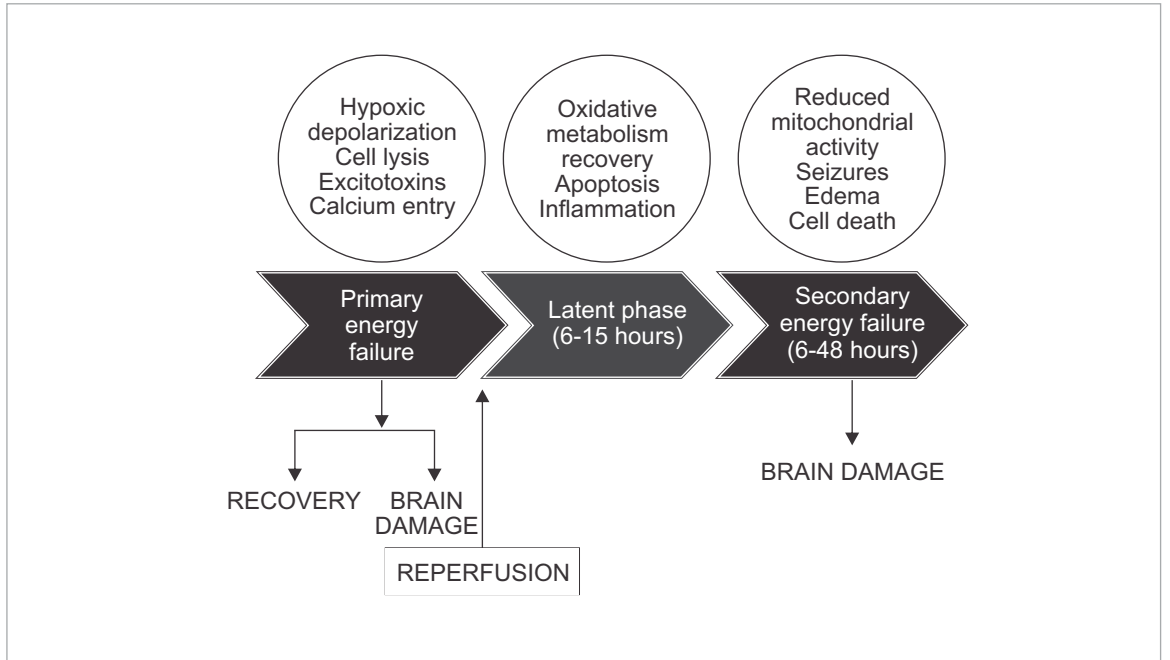 Hypoxic
depolarization
Cell lysis
Excitotoxins
Calcium entry
Oxidative
metabolism
recovery
Apoptosis
Inflammation
Reduced
mitochondrial
activity
Seizures
Edema
Cell death
Primary
energy
failure
Latent phase
(6-15 hours)
Secondary
energy failure
(6-48 hours)
RECOVERY
BRAIN
DAMAGE
BRAIN DAMAGE
REPERFUSION